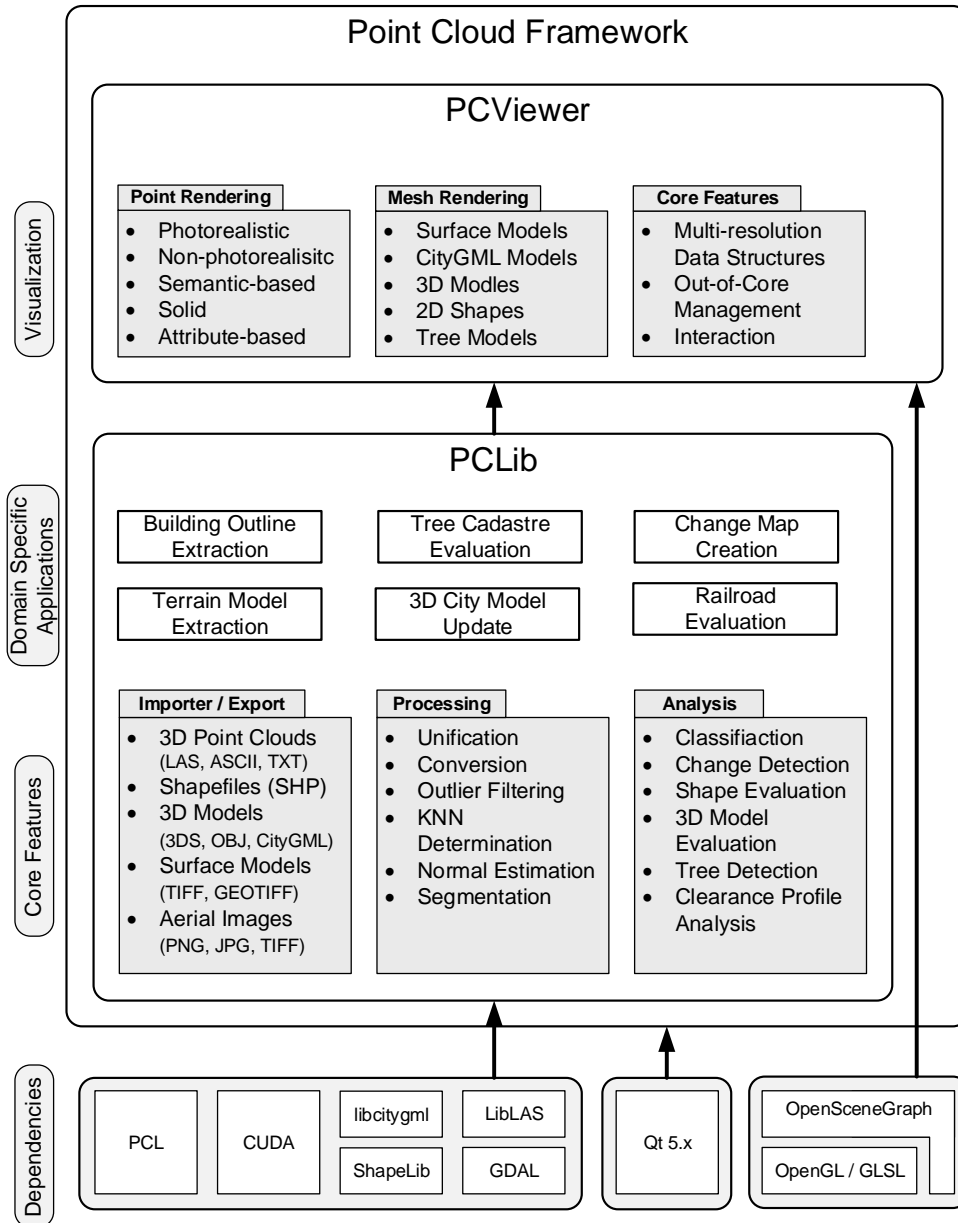 Point Cloud Framework
PCViewer
Visualization
Point Rendering
• Photorealistic
• Non-photorealisitc
• Semantic-based
• Solid
• Attribute-based
Mesh Rendering
• Surface Models
• CityGML Models
• 3D Modles
• 2D Shapes
• Tree Models
Core Features
• Multi-resolution
Data Structures
• Out-of-Core
Management
• Interaction
PCLib
Domain Specific
Applications
Building Outline
Extraction
Tree Cadastre
Evaluation
Change Map
Creation
Terrain Model
Extraction
3D City Model
Update
Railroad
Evaluation
Core Features
Importer / Export
• 3D Point Clouds
(LAS, ASCII, TXT)
• Shapefiles (SHP)
• 3D Models
(3DS, OBJ, CityGML)
• Surface Models
(TIFF, GEOTIFF)
• Aerial Images
(PNG, JPG, TIFF)
Processing
• Unification
• Conversion
• Outlier Filtering
• KNN
Determination
• Normal Estimation
• Segmentation
Analysis
• Classifiaction
• Change Detection
• Shape Evaluation
• 3D Model
Evaluation
• Tree Detection
• Clearance Profile
Analysis
Dependencies
PCL
CUDA
libcitygml
LibLAS
ShapeLib
GDAL
Qt 5.x
OpenSceneGraph
OpenGL / GLSL